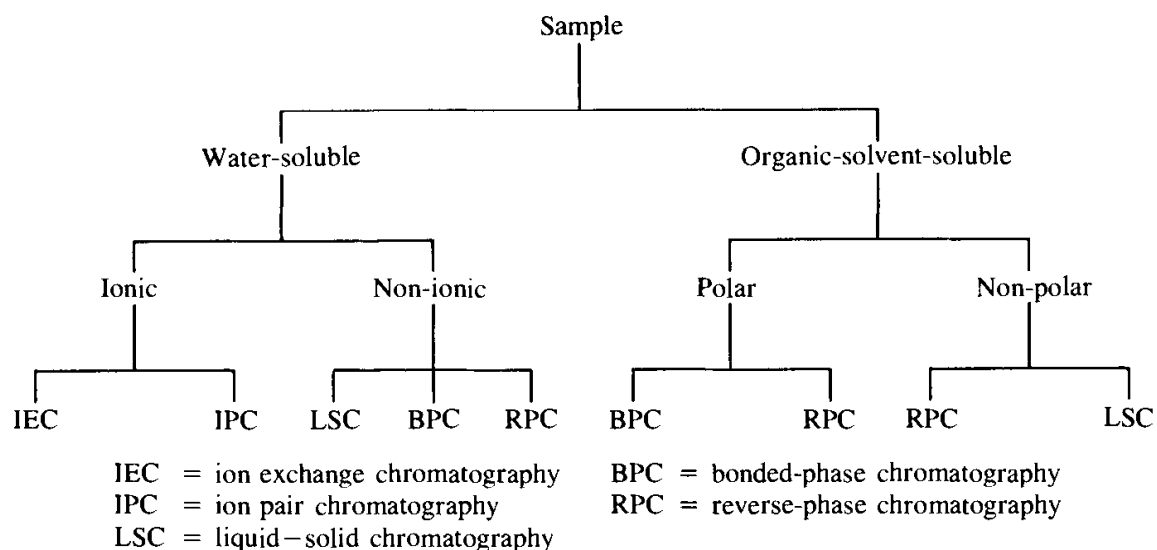 Sample
Water-soluble Organic-solvent-soluble
Ionic Non-ionic Polar Non-polar
IEC IPC LSC BPC RPC BPC RPC RPC LSC
IEC = ion exchange chromatography BPC = bonded-phase chromatography
IPC = ion pair chromatography RPC = reverse-phase chromatography
LSC = liquid–solid chromatography